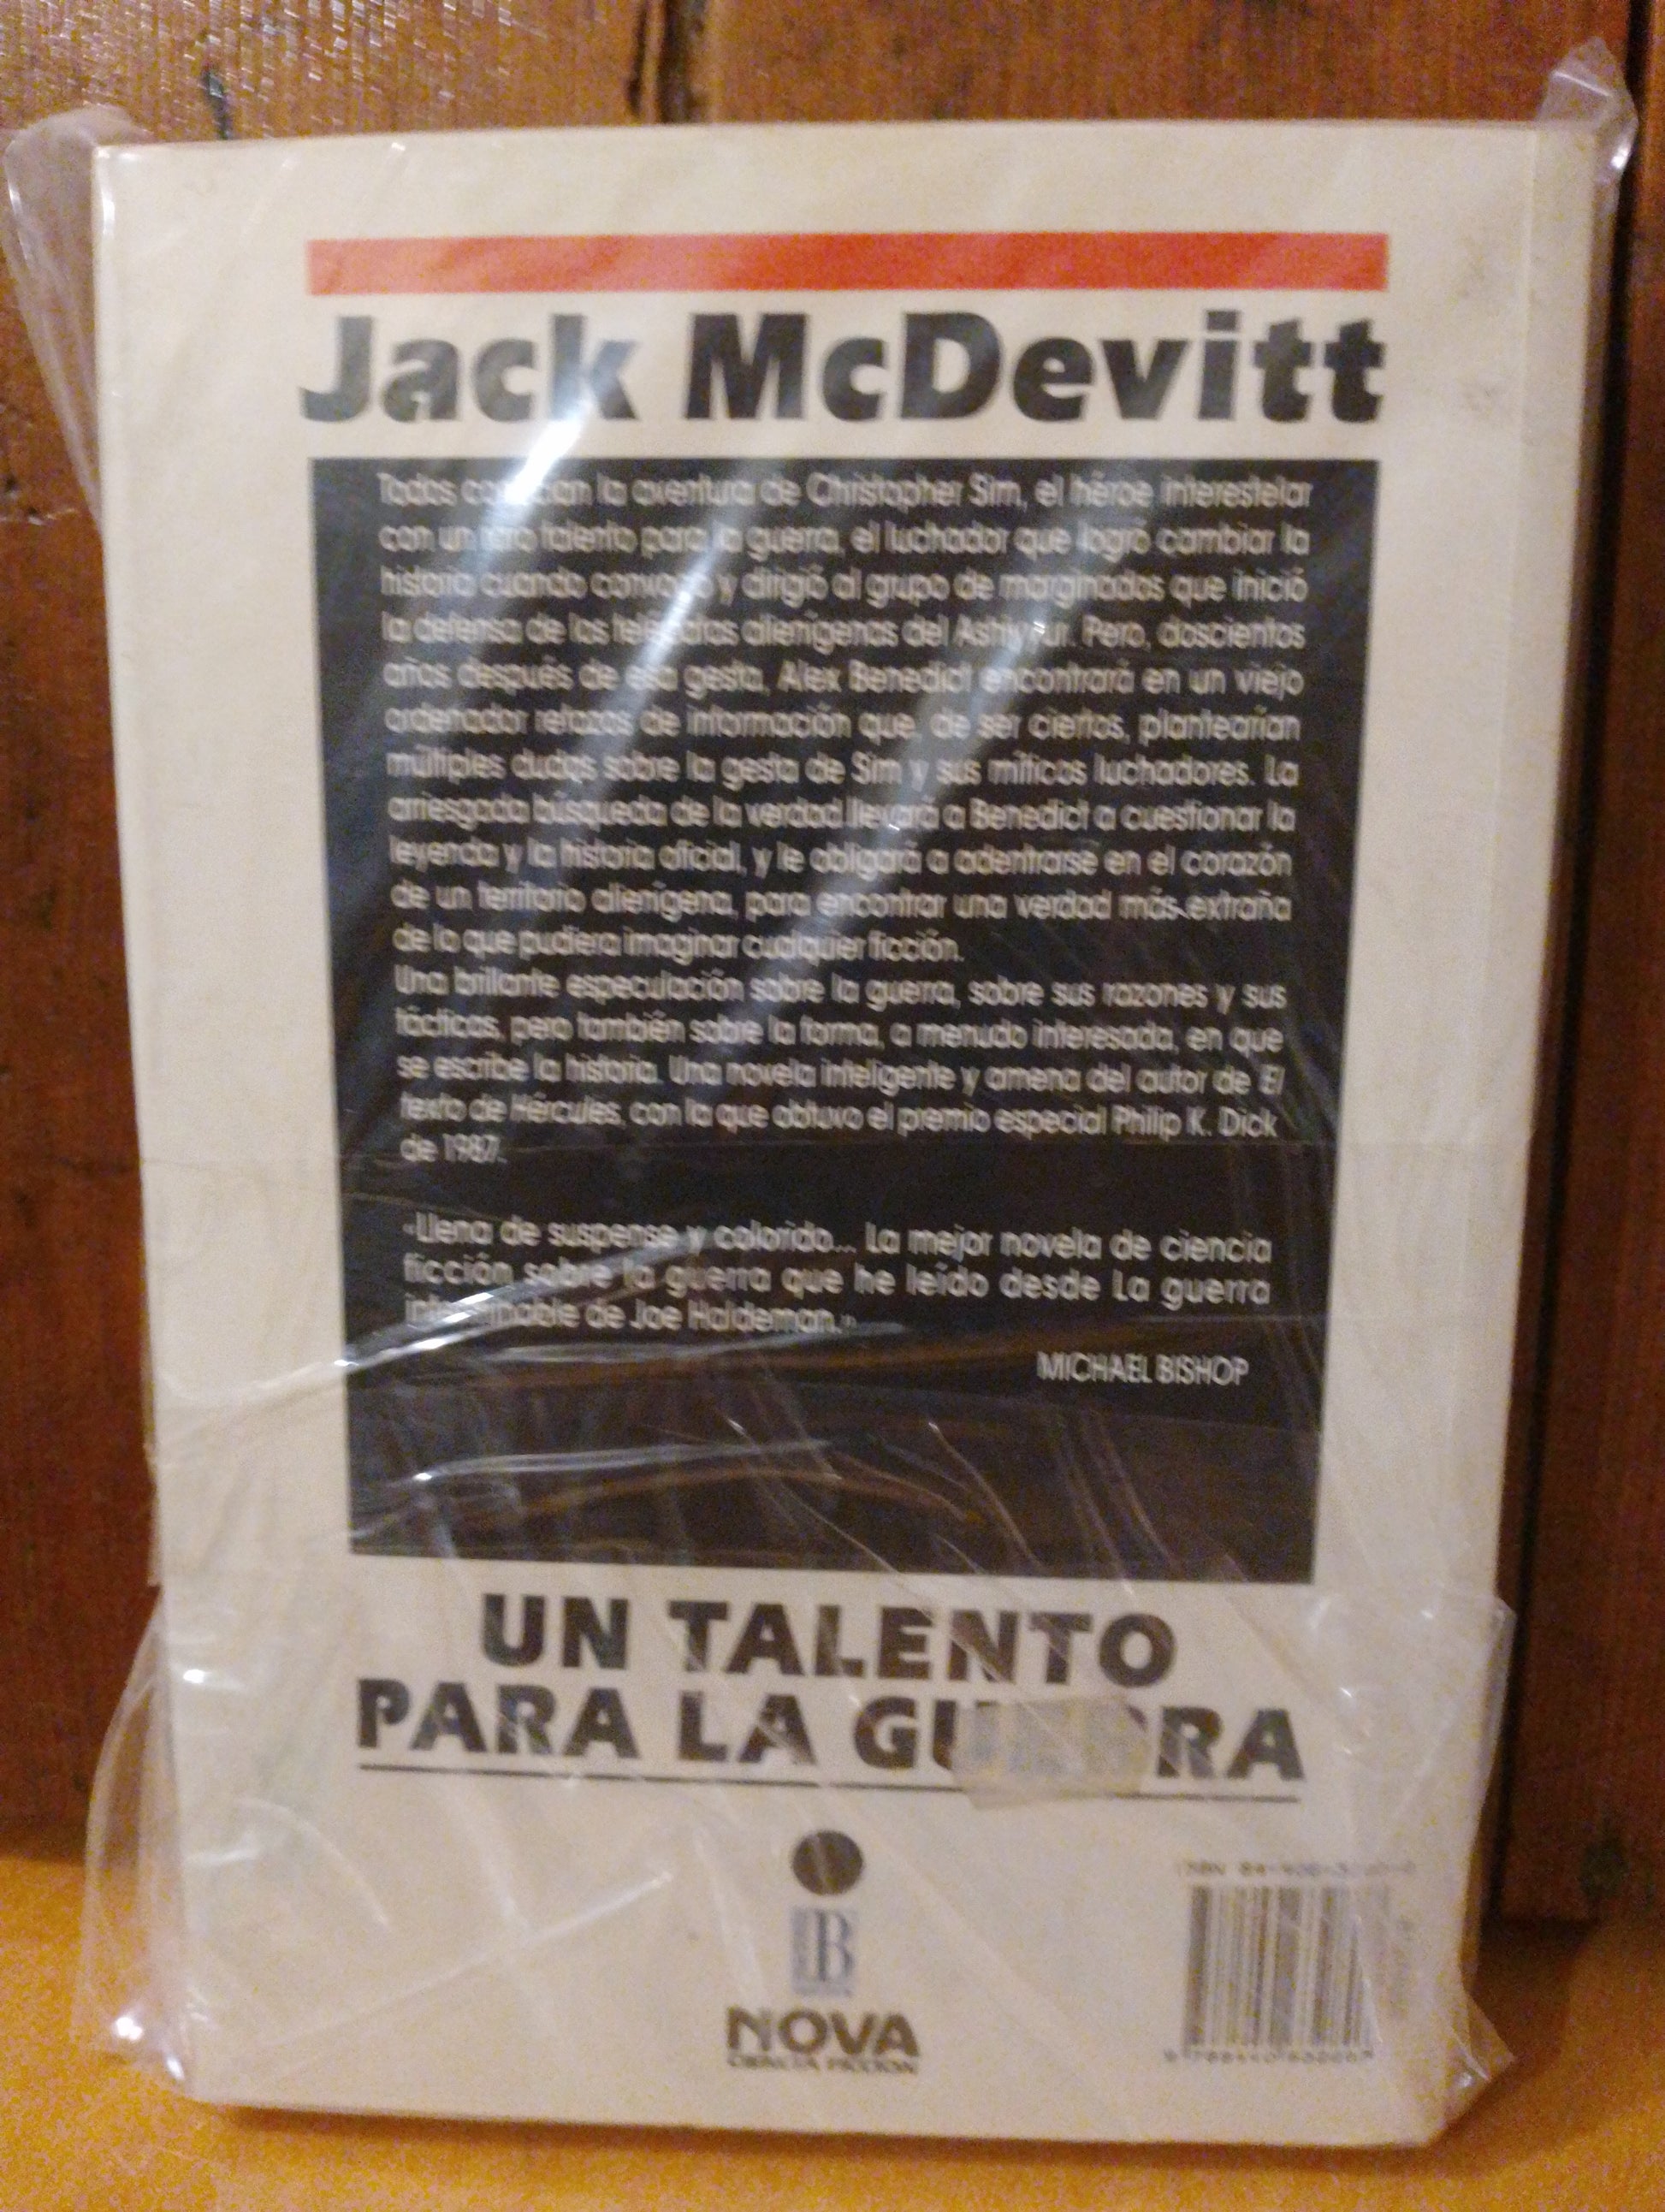 Jack McDevitt
Todos la aventura de Christopher Sim, el héroe interestelar
con un talento para la guerra, el luchador que logró cambiar la
historia cuando convocó y dirigió al grupo de marginados que inició
la defensa de los telépatas alienígenas del Ashiyyur. Pero, doscientos
años después de esa gesta, Alex Benedict encontrará en un viejo
ordenador retazos de información que, de ser ciertos, plantearían
múltiples dudas sobre la gesta de Sim y sus míticos luchadores. La
arriesgada búsqueda de la verdad llevará a Benedict a cuestionar la
leyenda y la historia oficial, y le obligará a adentrarse en el corazón
de un territorio alienígena, para encontrar una verdad más extraña
de lo que pudiera imaginar cualquier ficción.
Una brillante especulación sobre la guerra, sobre sus razones y sus
tácticas, pero también sobre la forma, a menudo interesada, en que
se escribe la historia. Una novela inteligente y amena del autor de El
texto de Hércules, con la que obtuvo el premio especial Philip K. Dick
de 1987.
«Llena de suspense y colorido... La mejor novela de ciencia
ficción sobre la guerra que he leído desde La guerra
interminable de Joe Haldeman.»
MICHAEL BISHOP
UN TALENTO
PARA LA GUERRA
B
NOVA
CIENCIA FICCIÓN
ISBN